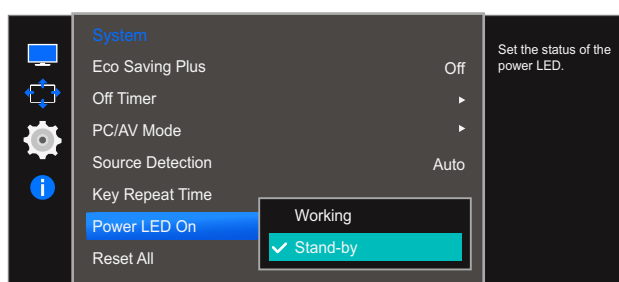 System
Eco Saving Plus Off
Off Timer
PC/AV Mode
Source Detection Auto
Key Repeat Time
Power LED On
Reset All
Working
Stand-by
Set the status of the
power LED.